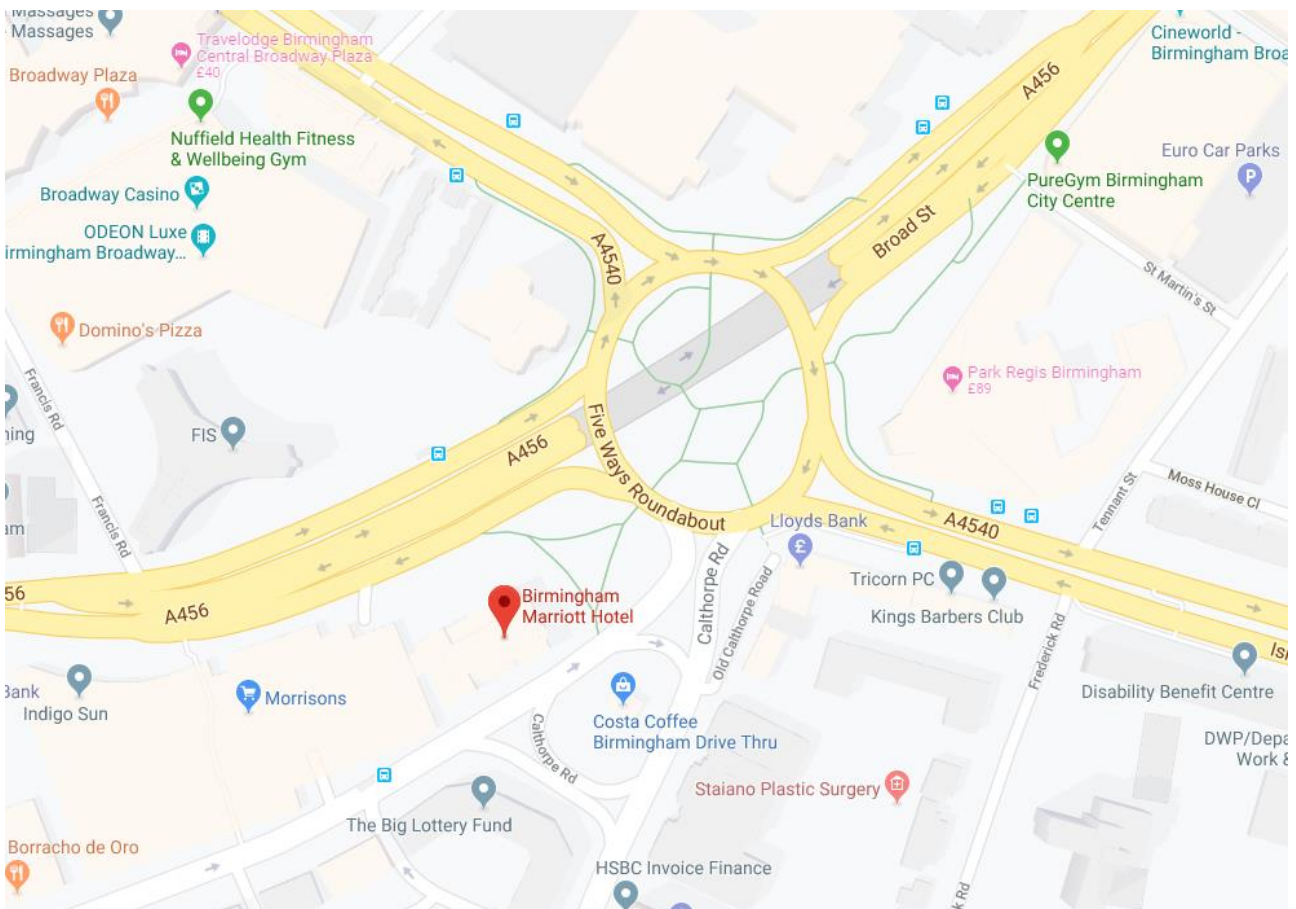 Massages
Massages
Travelodge Birmingham
Central Broadway Plaza
£40
Cineworld -
Birmingham Broa
Broadway Plaza
A456
Nuffield Health Fitness
& Wellbeing Gym
Euro Car Parks
P
PureGym Birmingham
City Centre
Broadway Casino
ODEON Luxe
irmingham Broadway...
A4540
Broad St
St Martin's St
Domino's Pizza
Park Regis Birmingham
£89
Francis Rd
ning
FIS
A456
Five Ways Roundabout
Moss House Cl
Tennant St
Francis Rd
am
Lloyds Bank
£
A4540
56
A456
Birmingham
Marriott Hotel
Calthorpe Rd
Old Calthorpe Road
Tricorn PC
Kings Barbers Club
Frederick Rd
Isl
Bank
Indigo Sun
Morrisons
Disability Benefit Centre
Costa Coffee
Birmingham Drive Thru
Calthorpe Rd
DWP/Depa
Work &
Staiano Plastic Surgery
The Big Lottery Fund
Borracho de Oro
HSBC Invoice Finance
k Rd